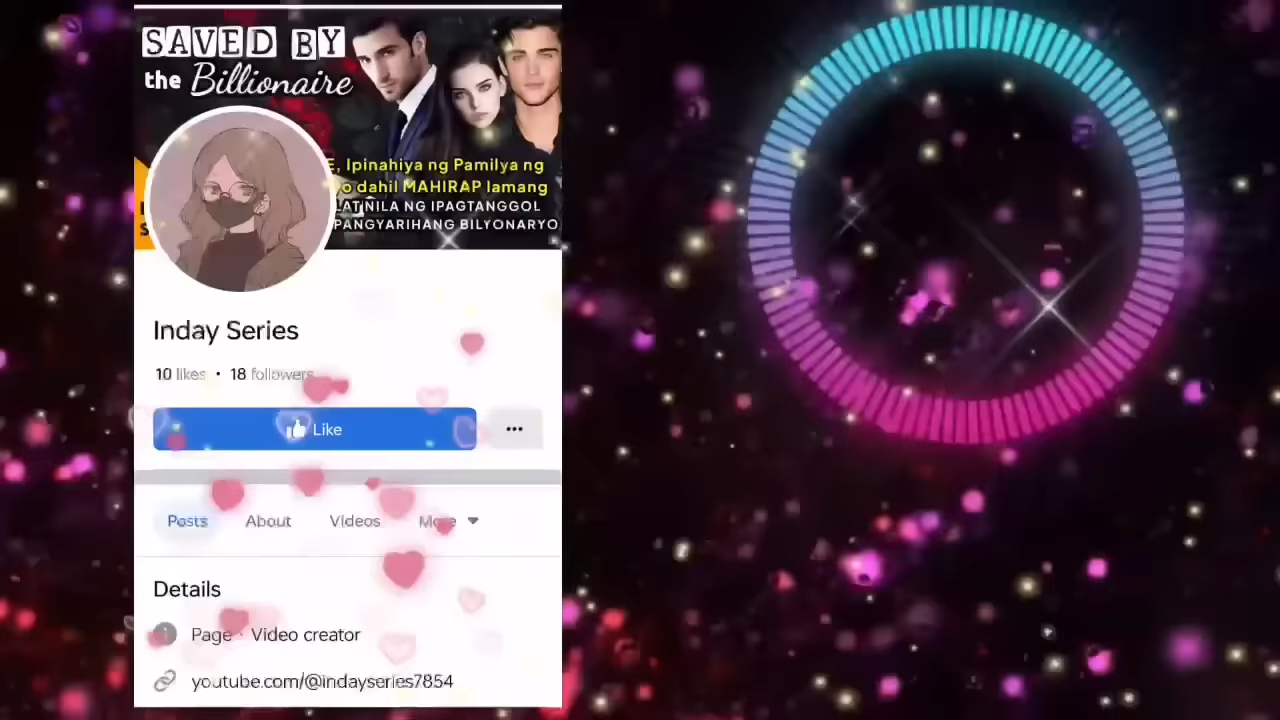 SAVED BY
the Billionaire
E, Ipinahiya ng Pamilya ng
o dahil MAHIRAP lamang
LAT NILA NG IPAGTANGGOL
PANGYARIHANG BILYONARYO
Inday Series
10 likes • 18 followers
Like
Posts About Videos More
Details
Page · Video creator
youtube.com/@indayseries7854